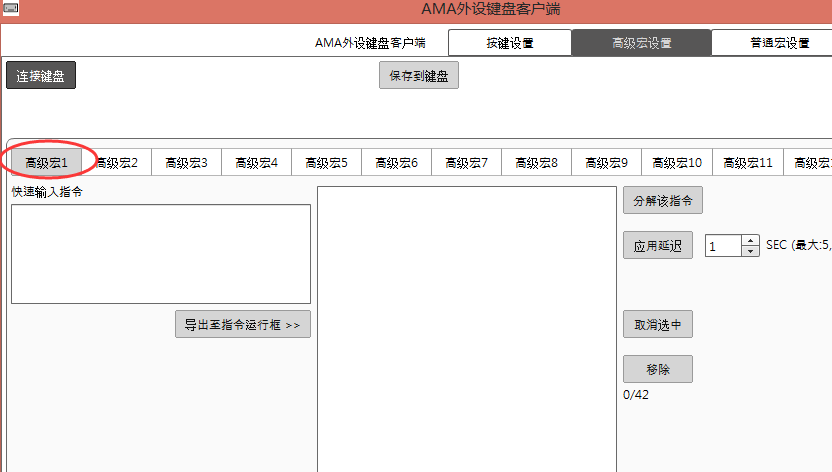 AMA外设键盘客户端
AMA外设键盘客户端 按键设置 高级宏设置 普通宏设置
连接键盘 保存到键盘
高级宏1 高级宏2 高级宏3 高级宏4 高级宏5 高级宏6 高级宏7 高级宏8 高级宏9 高级宏10 高级宏11 高级宏
快速输入指令 分解该指令
应用延迟 1 SEC (最大:5,
导出至指令运行框 >> 取消选中
移除
0/42